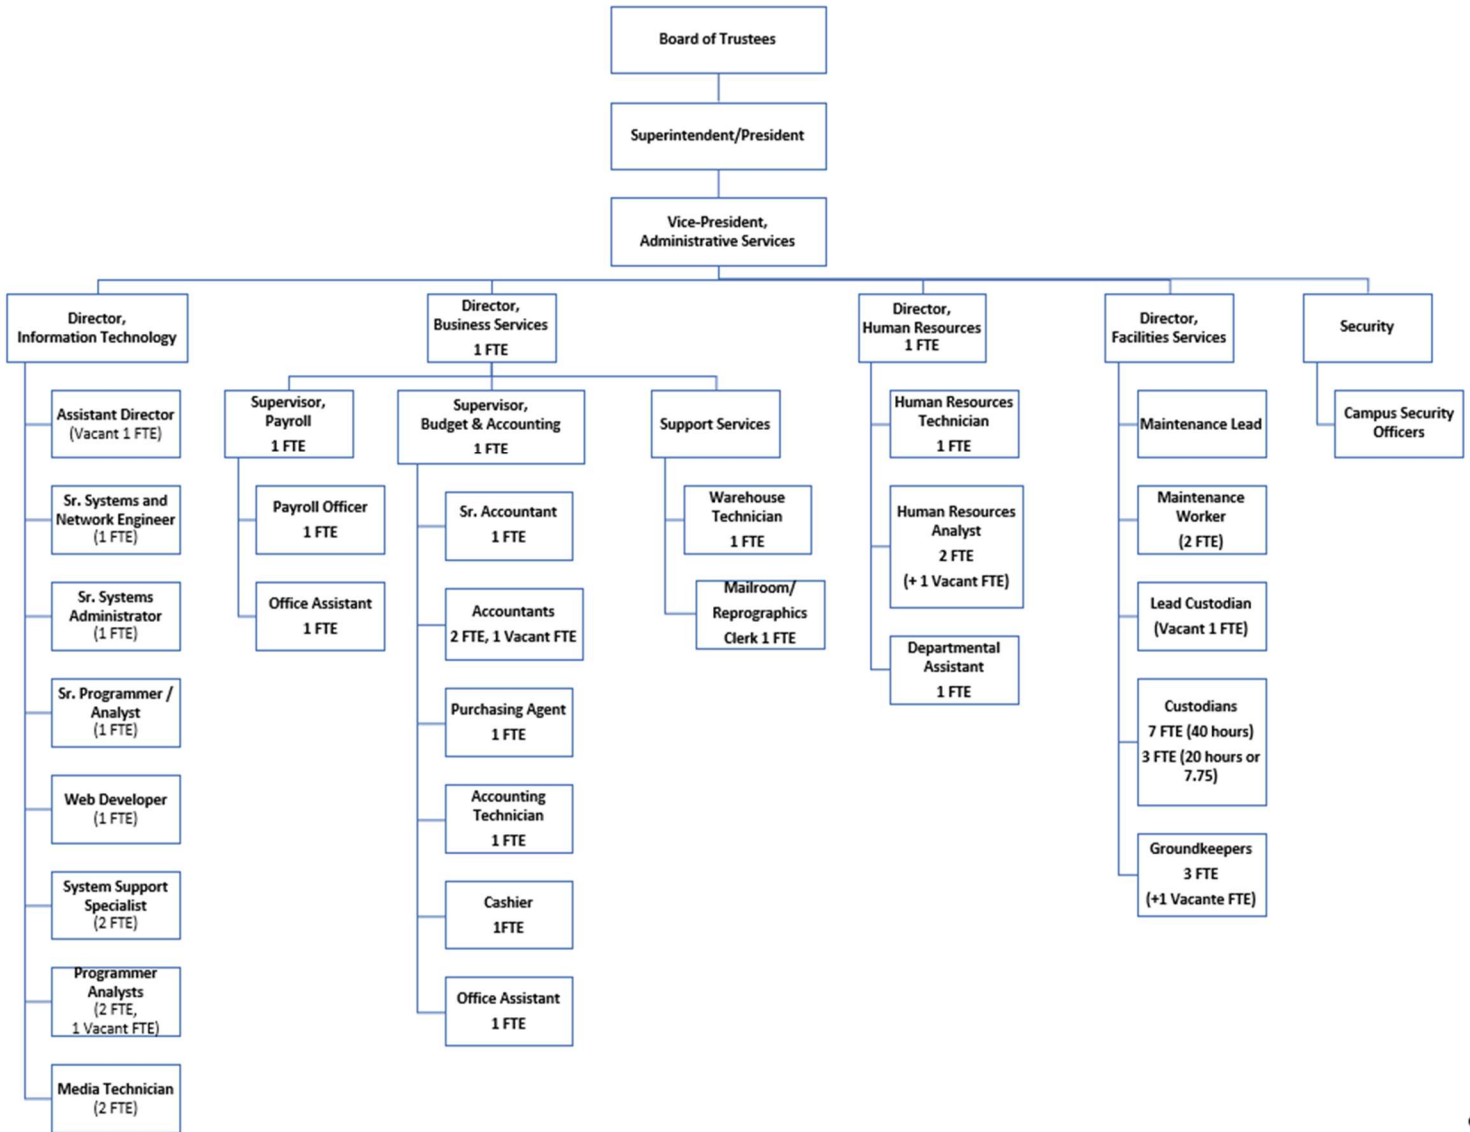 Board of Trustees
Superintendent/President
Vice-President,
Administrative Services
Director,
Information Technology
Assistant Director
(Vacant 1 FTE)
Sr. Systems and
Network Engineer
(1 FTE)
Sr. Systems
Administrator
(1 FTE)
Sr. Programmer /
Analyst
(1 FTE)
Web Developer
(1 FTE)
System Support
Specialist
(2 FTE)
Programmer
Analysts
(2 FTE,
1 Vacant FTE)
Media Technician
(2 FTE)
Director,
Business Services
1 FTE
Supervisor,
Payroll
1 FTE
Payroll Officer
1 FTE
Office Assistant
1 FTE
Supervisor,
Budget & Accounting
1 FTE
Sr. Accountant
1 FTE
Accountants
2 FTE, 1 Vacant FTE
Purchasing Agent
1 FTE
Accounting
Technician
1 FTE
Cashier
1FTE
Office Assistant
1 FTE
Support Services
Warehouse
Technician
1 FTE
Mailroom/
Reprographics
Clerk 1 FTE
Director,
Human Resources
1 FTE
Human Resources
Technician
1 FTE
Human Resources
Analyst
2 FTE
(+ 1 Vacant FTE)
Departmental
Assistant
1 FTE
Director,
Facilities Services
Maintenance Lead
Maintenance
Worker
(2 FTE)
Lead Custodian
(Vacant 1 FTE)
Custodians
7 FTE (40 hours)
3 FTE (20 hours or
7.75)
Groundkeepers
3 FTE
(+1 Vacante FTE)
Security
Campus Security
Officers